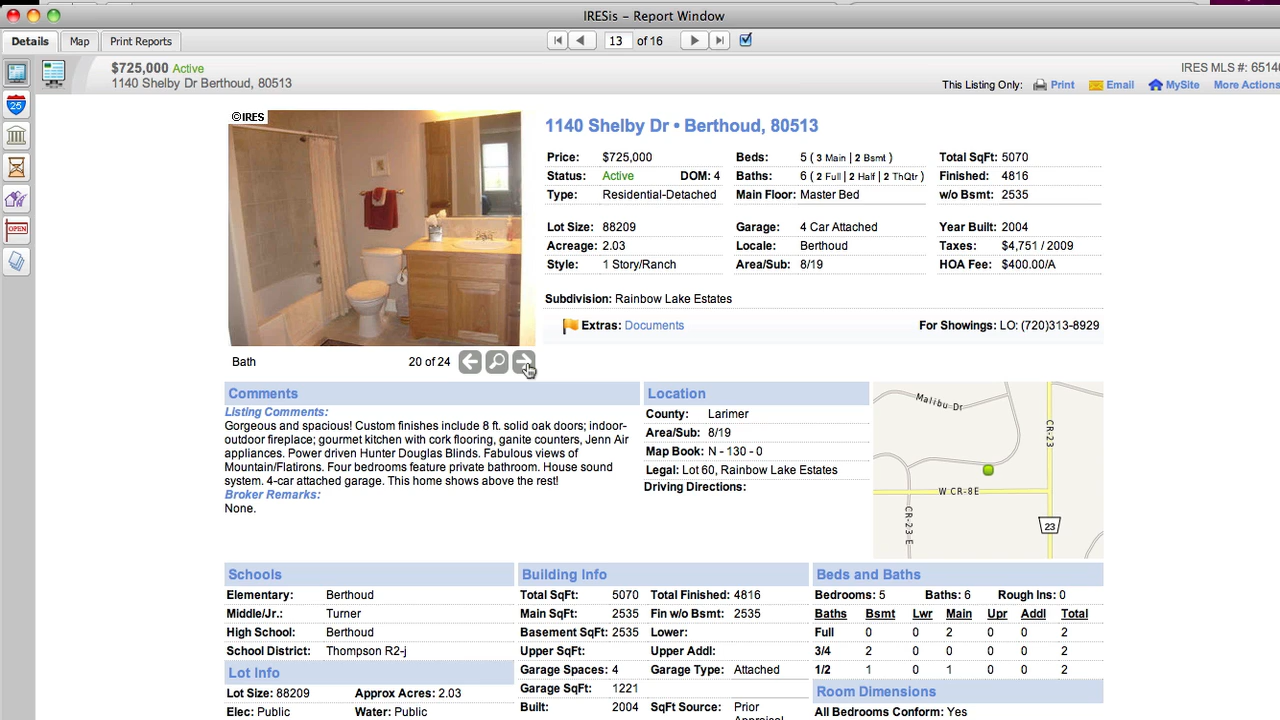 IRESis – Report Window
Details Map Print Reports 13 of 16
$725,000 Active
1140 Shelby Dr Berthoud, 80513
IRES MLS #: 65146
This Listing Only: Print Email MySite More Actions
25
OPEN
©IRES
Bath 20 of 24
1140 Shelby Dr • Berthoud, 80513
Price: $725,000 Beds: 5 ( 3 Main | 2 Bsmt ) Total SqFt: 5070
Status: Active DOM: 4 Baths: 6 ( 2 Full | 2 Half | 2 ThQtr ) Finished: 4816
Type: Residential-Detached Main Floor: Master Bed w/o Bsmt: 2535
Lot Size: 88209 Garage: 4 Car Attached Year Built: 2004
Acreage: 2.03 Locale: Berthoud Taxes: $4,751 / 2009
Style: 1 Story/Ranch Area/Sub: 8/19 HOA Fee: $400.00/A
Subdivision: Rainbow Lake Estates
Extras: Documents For Showings: LO: (720)313-8929
Comments
Listing Comments:
Gorgeous and spacious! Custom finishes include 8 ft. solid oak doors; indoor-
outdoor fireplace; gourmet kitchen with cork flooring, ganite counters, Jenn Air
appliances. Power driven Hunter Douglas Blinds. Fabulous views of
Mountain/Flatirons. Four bedrooms feature private bathroom. House sound
system. 4-car attached garage. This home shows above the rest!
Broker Remarks:
None.
Location
County: Larimer
Area/Sub: 8/19
Map Book: N - 130 - 0
Legal: Lot 60, Rainbow Lake Estates
Driving Directions:
Malibu Dr
CR-23
W CR-8E
CR-23-E
23
Schools
Elementary: Berthoud
Middle/Jr.: Turner
High School: Berthoud
School District: Thompson R2-j
Lot Info
Lot Size: 88209 Approx Acres: 2.03
Elec: Public Water: Public
Building Info
Total SqFt: 5070 Total Finished: 4816
Main SqFt: 2535 Fin w/o Bsmt: 2535
Basement SqFt: 2535 Lower:
Upper SqFt: Upper Addl:
Garage Spaces: 4 Garage Type: Attached
Garage SqFt: 1221
Built: 2004 SqFt Source: Prior
Appraisal
Beds and Baths
Bedrooms: 5 Baths: 6 Rough Ins: 0
Baths Bsmt Lwr Main Upr Addl Total
Full 0 0 2 0 0 2
3/4 2 0 0 0 0 2
1/2 1 0 1 0 0 2
Room Dimensions
All Bedrooms Conform: Yes